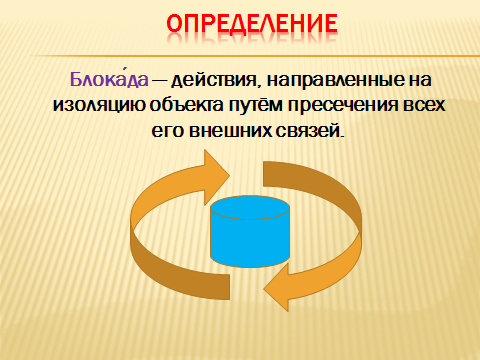 ОПРЕДЕЛЕНИЕ
Блока́да — действия, направленные на
изоляцию объекта путём пресечения всех
его внешних связей.